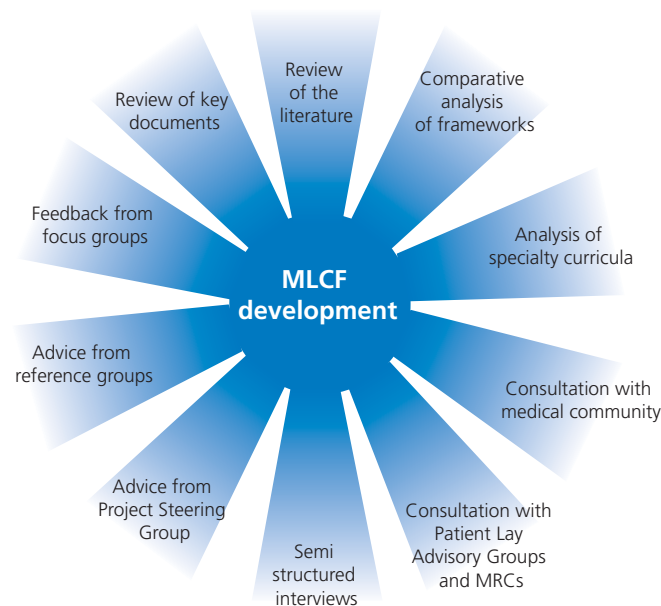 Review
of the
literature
Comparative
analysis
of frameworks
Analysis of
specialty curricula
Consultation with
medical community
Consultation with
Patient Lay
Advisory Groups
and MRCs
Semi
structured
interviews
Advice from
Project Steering
Group
Advice from
reference groups
Feedback from
focus groups
Review of key
documents
MLCF
development